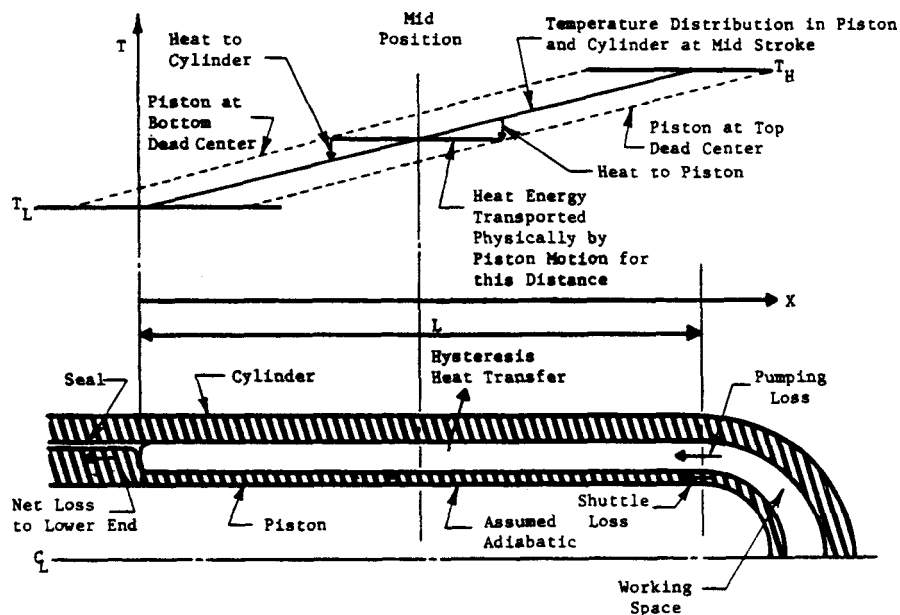 T
Heat to
Cylinder
Mid
Position
Temperature Distribution in Piston
and Cylinder at Mid Stroke
T_H
Piston at
Bottom
Dead Center
Piston at Top
Dead Center
Heat to Piston
T_L
Heat Energy
Transported
Physically by
Piston Motion for
this Distance
X
L
Hysteresis
Heat Transfer
Seal
Cylinder
Pumping
Loss
Net Loss
to Lower End
Piston
Assumed
Adiabatic
Shuttle
Loss
C_L
Working
Space